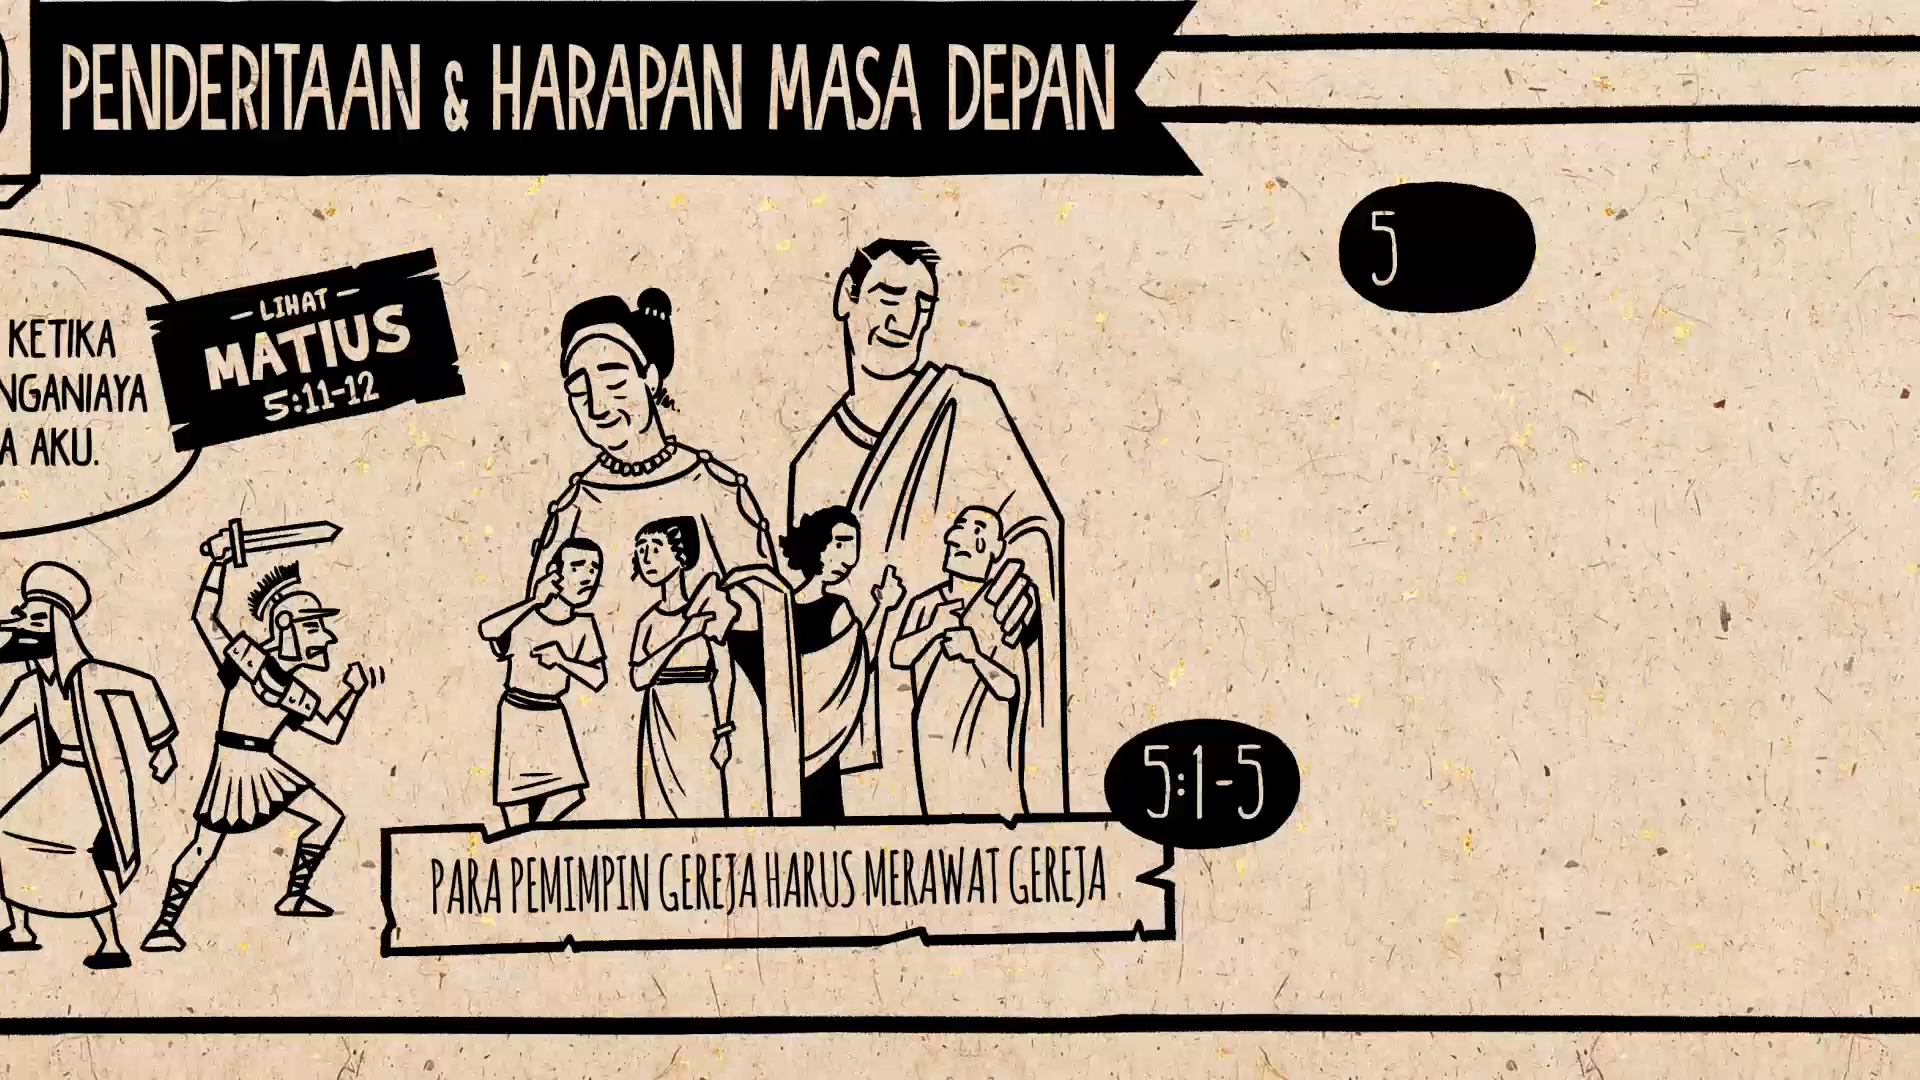 PENDERITAAN & HARAPAN MASA DEPAN
5
KETIKA
NGANIAYA
A AKU.
— LIHAT —
MATIUS
5:11-12
5:1-5
PARA PEMIMPIN GEREJA HARUS MERAWAT GEREJA